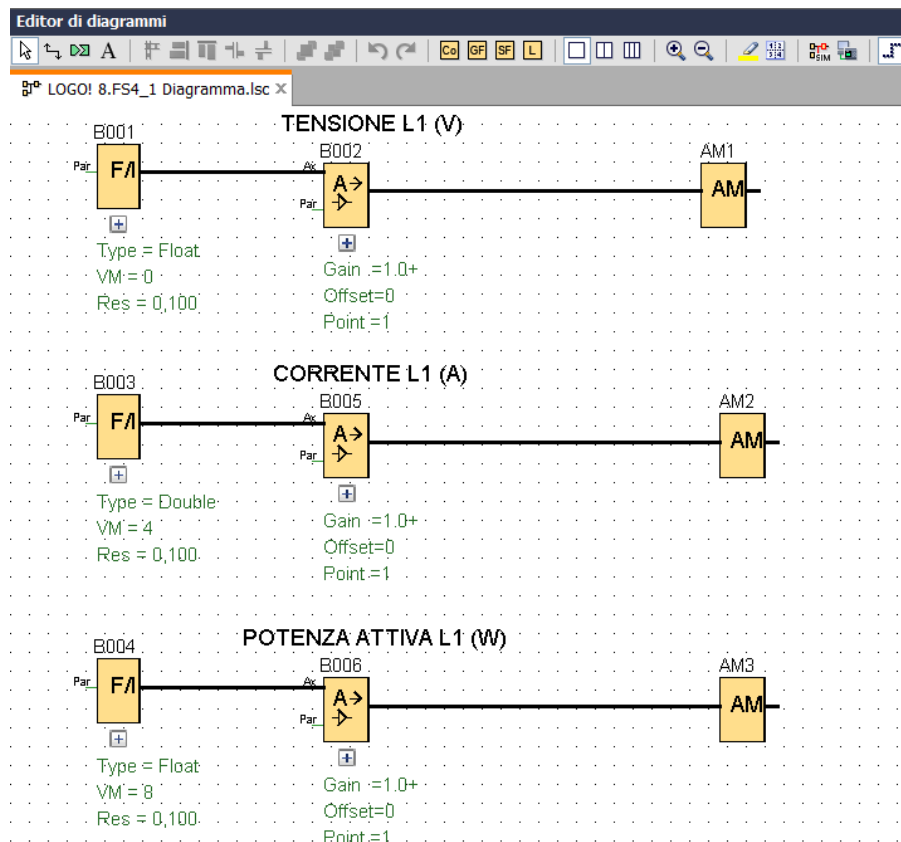 Editor di diagrammi
A Co GF SF L SIM
LOGO! 8.FS4_1 Diagramma.lsc ×
TENSIONE L1 (V)
B001 B002 AM1
Par F/I Ax A→ AM
Par
Type = Float
VM = 0
Res = 0,100
Gain =1.0+
Offset=0
Point =1
CORRENTE L1 (A)
B003 B005 AM2
Par F/I Ax A→ AM
Par
Type = Double
VM = 4
Res = 0,100
Gain =1.0+
Offset=0
Point =1
POTENZA ATTIVA L1 (W)
B004 B006 AM3
Par F/I Ax A→ AM
Par
Type = Float
VM = 8
Res = 0,100
Gain =1.0+
Offset=0
Point =1